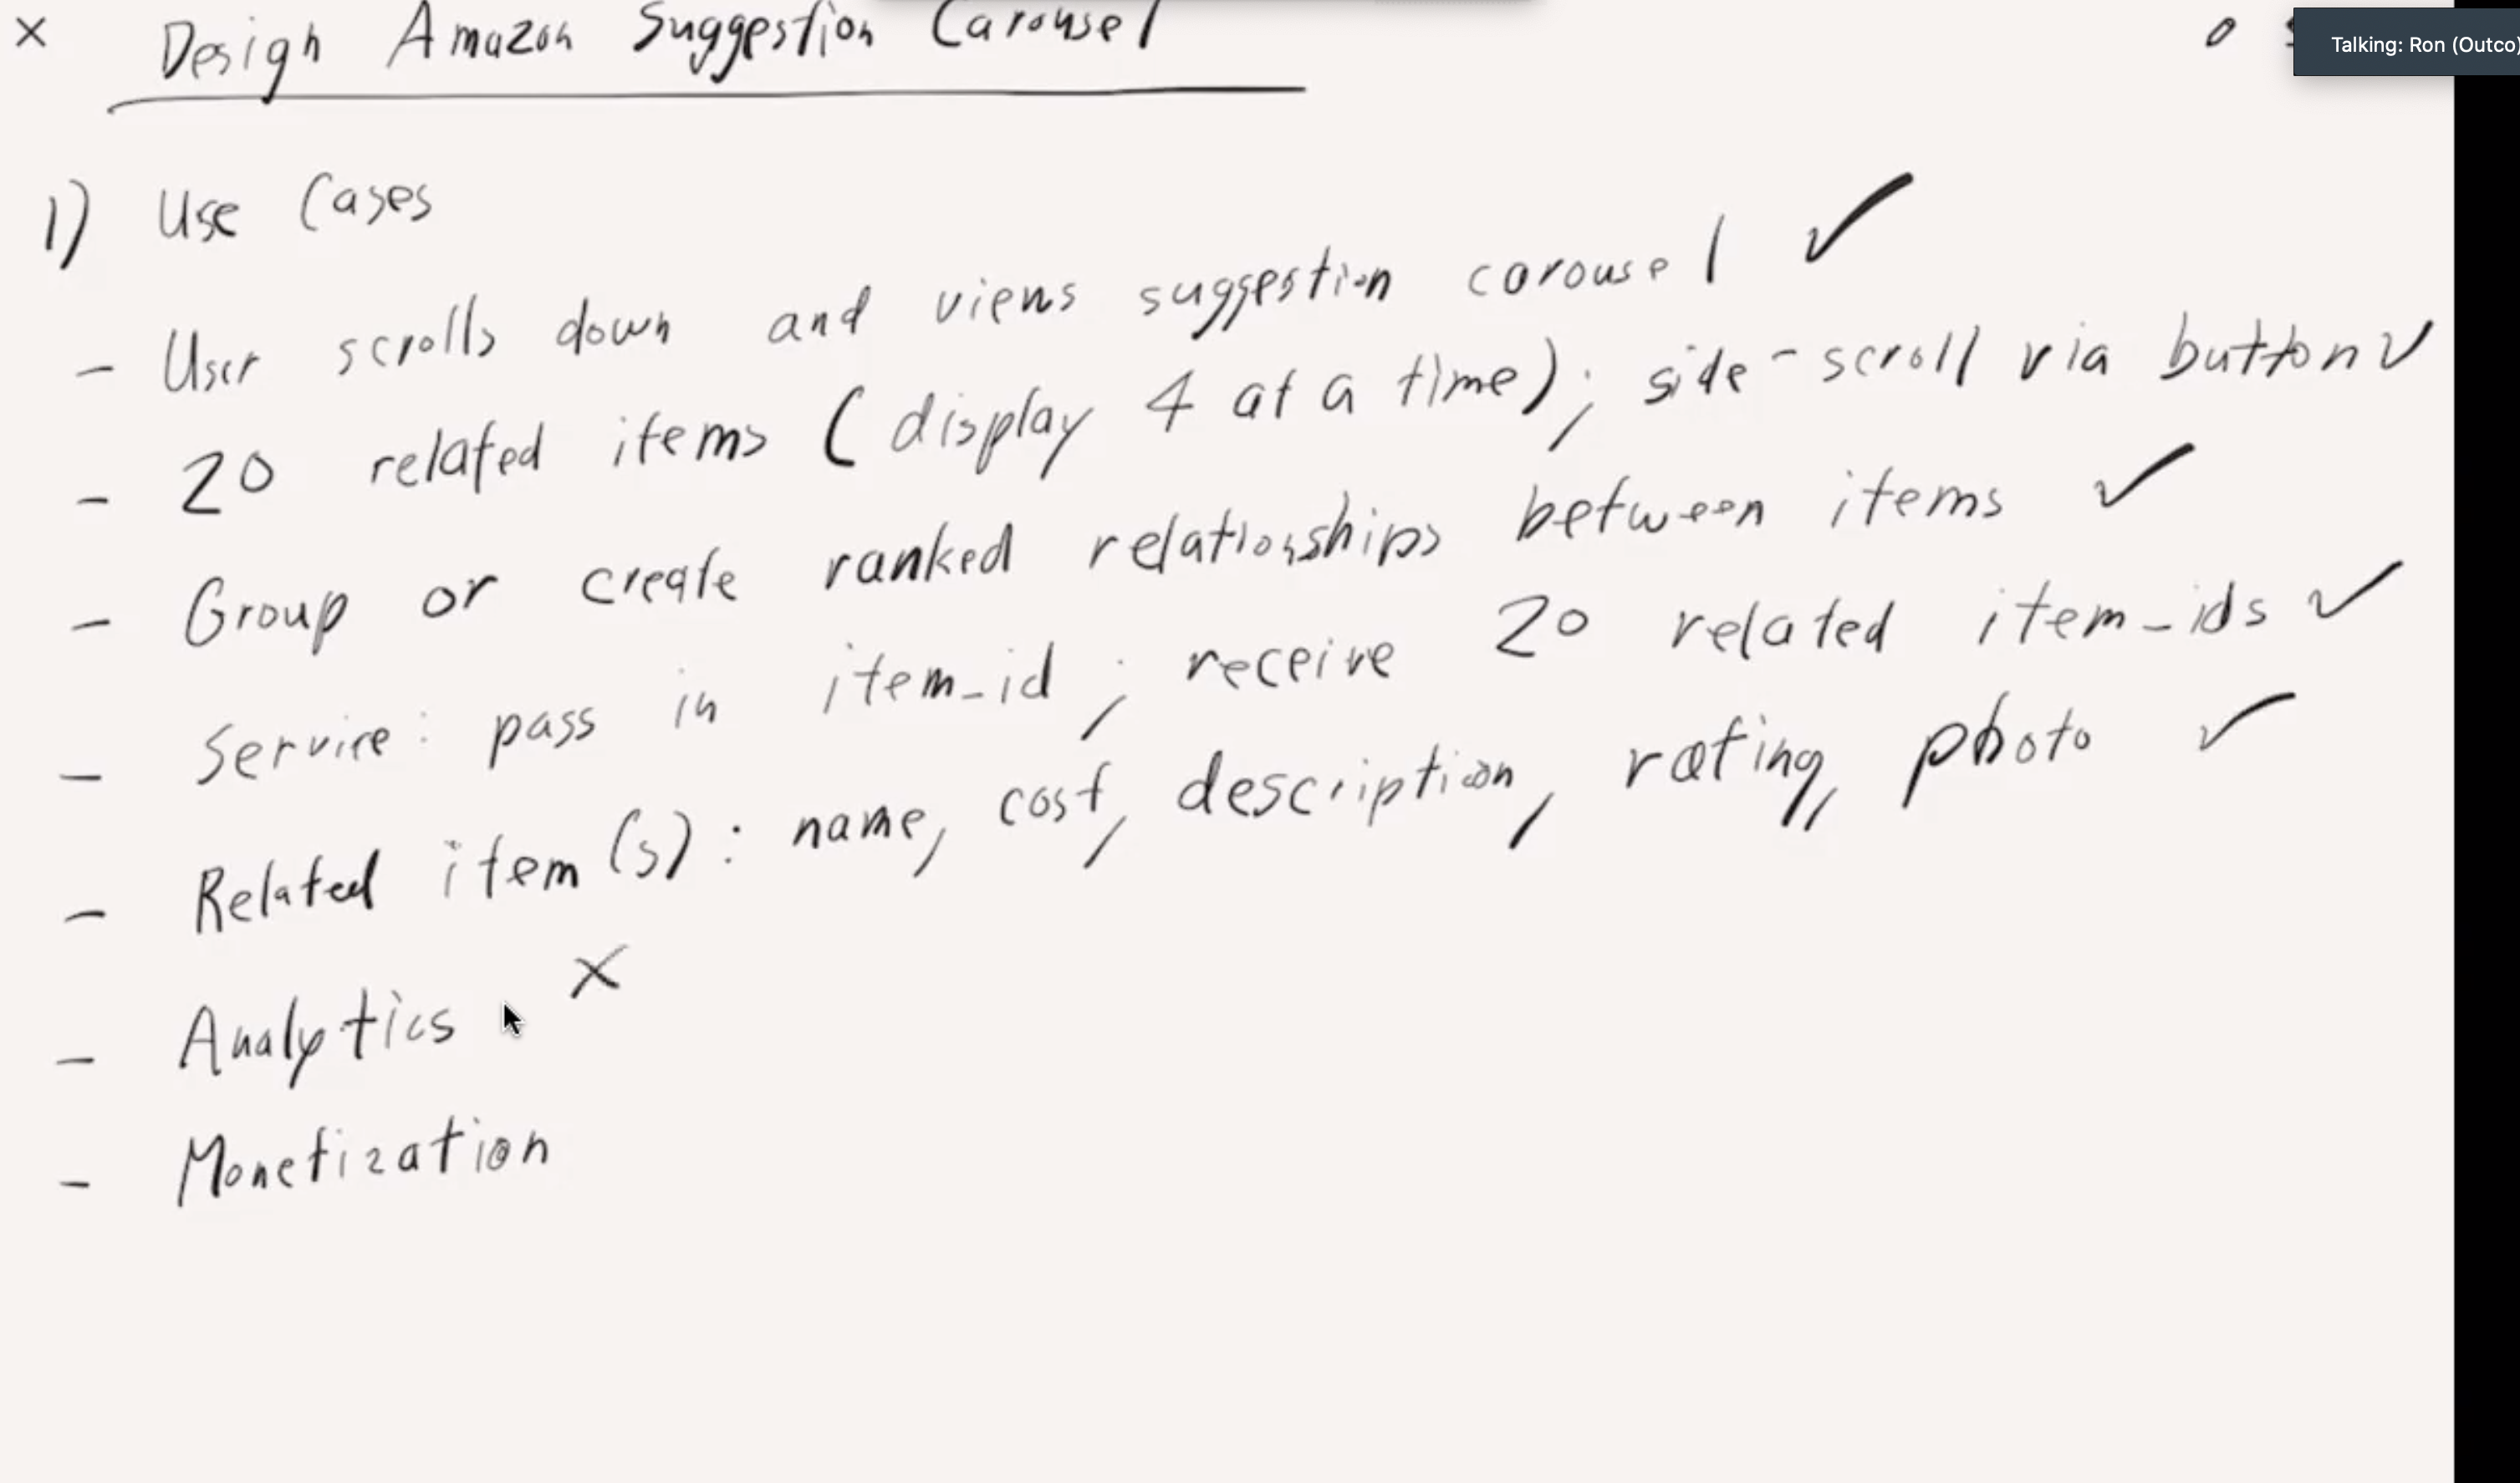 × Design Amazon Suggestion Carousel
Talking: Ron (Outco)
1) Use Cases
- User scrolls down and views suggestion carousel ✓
- 20 related items (display 4 at a time); side-scroll via button ✓
- Group or create ranked relationships between items ✓
- Service: pass in item_id; receive 20 related item_ids ✓
- Related item(s): name, cost, description, rating, photo ✓
- Analytics ×
- Monetization